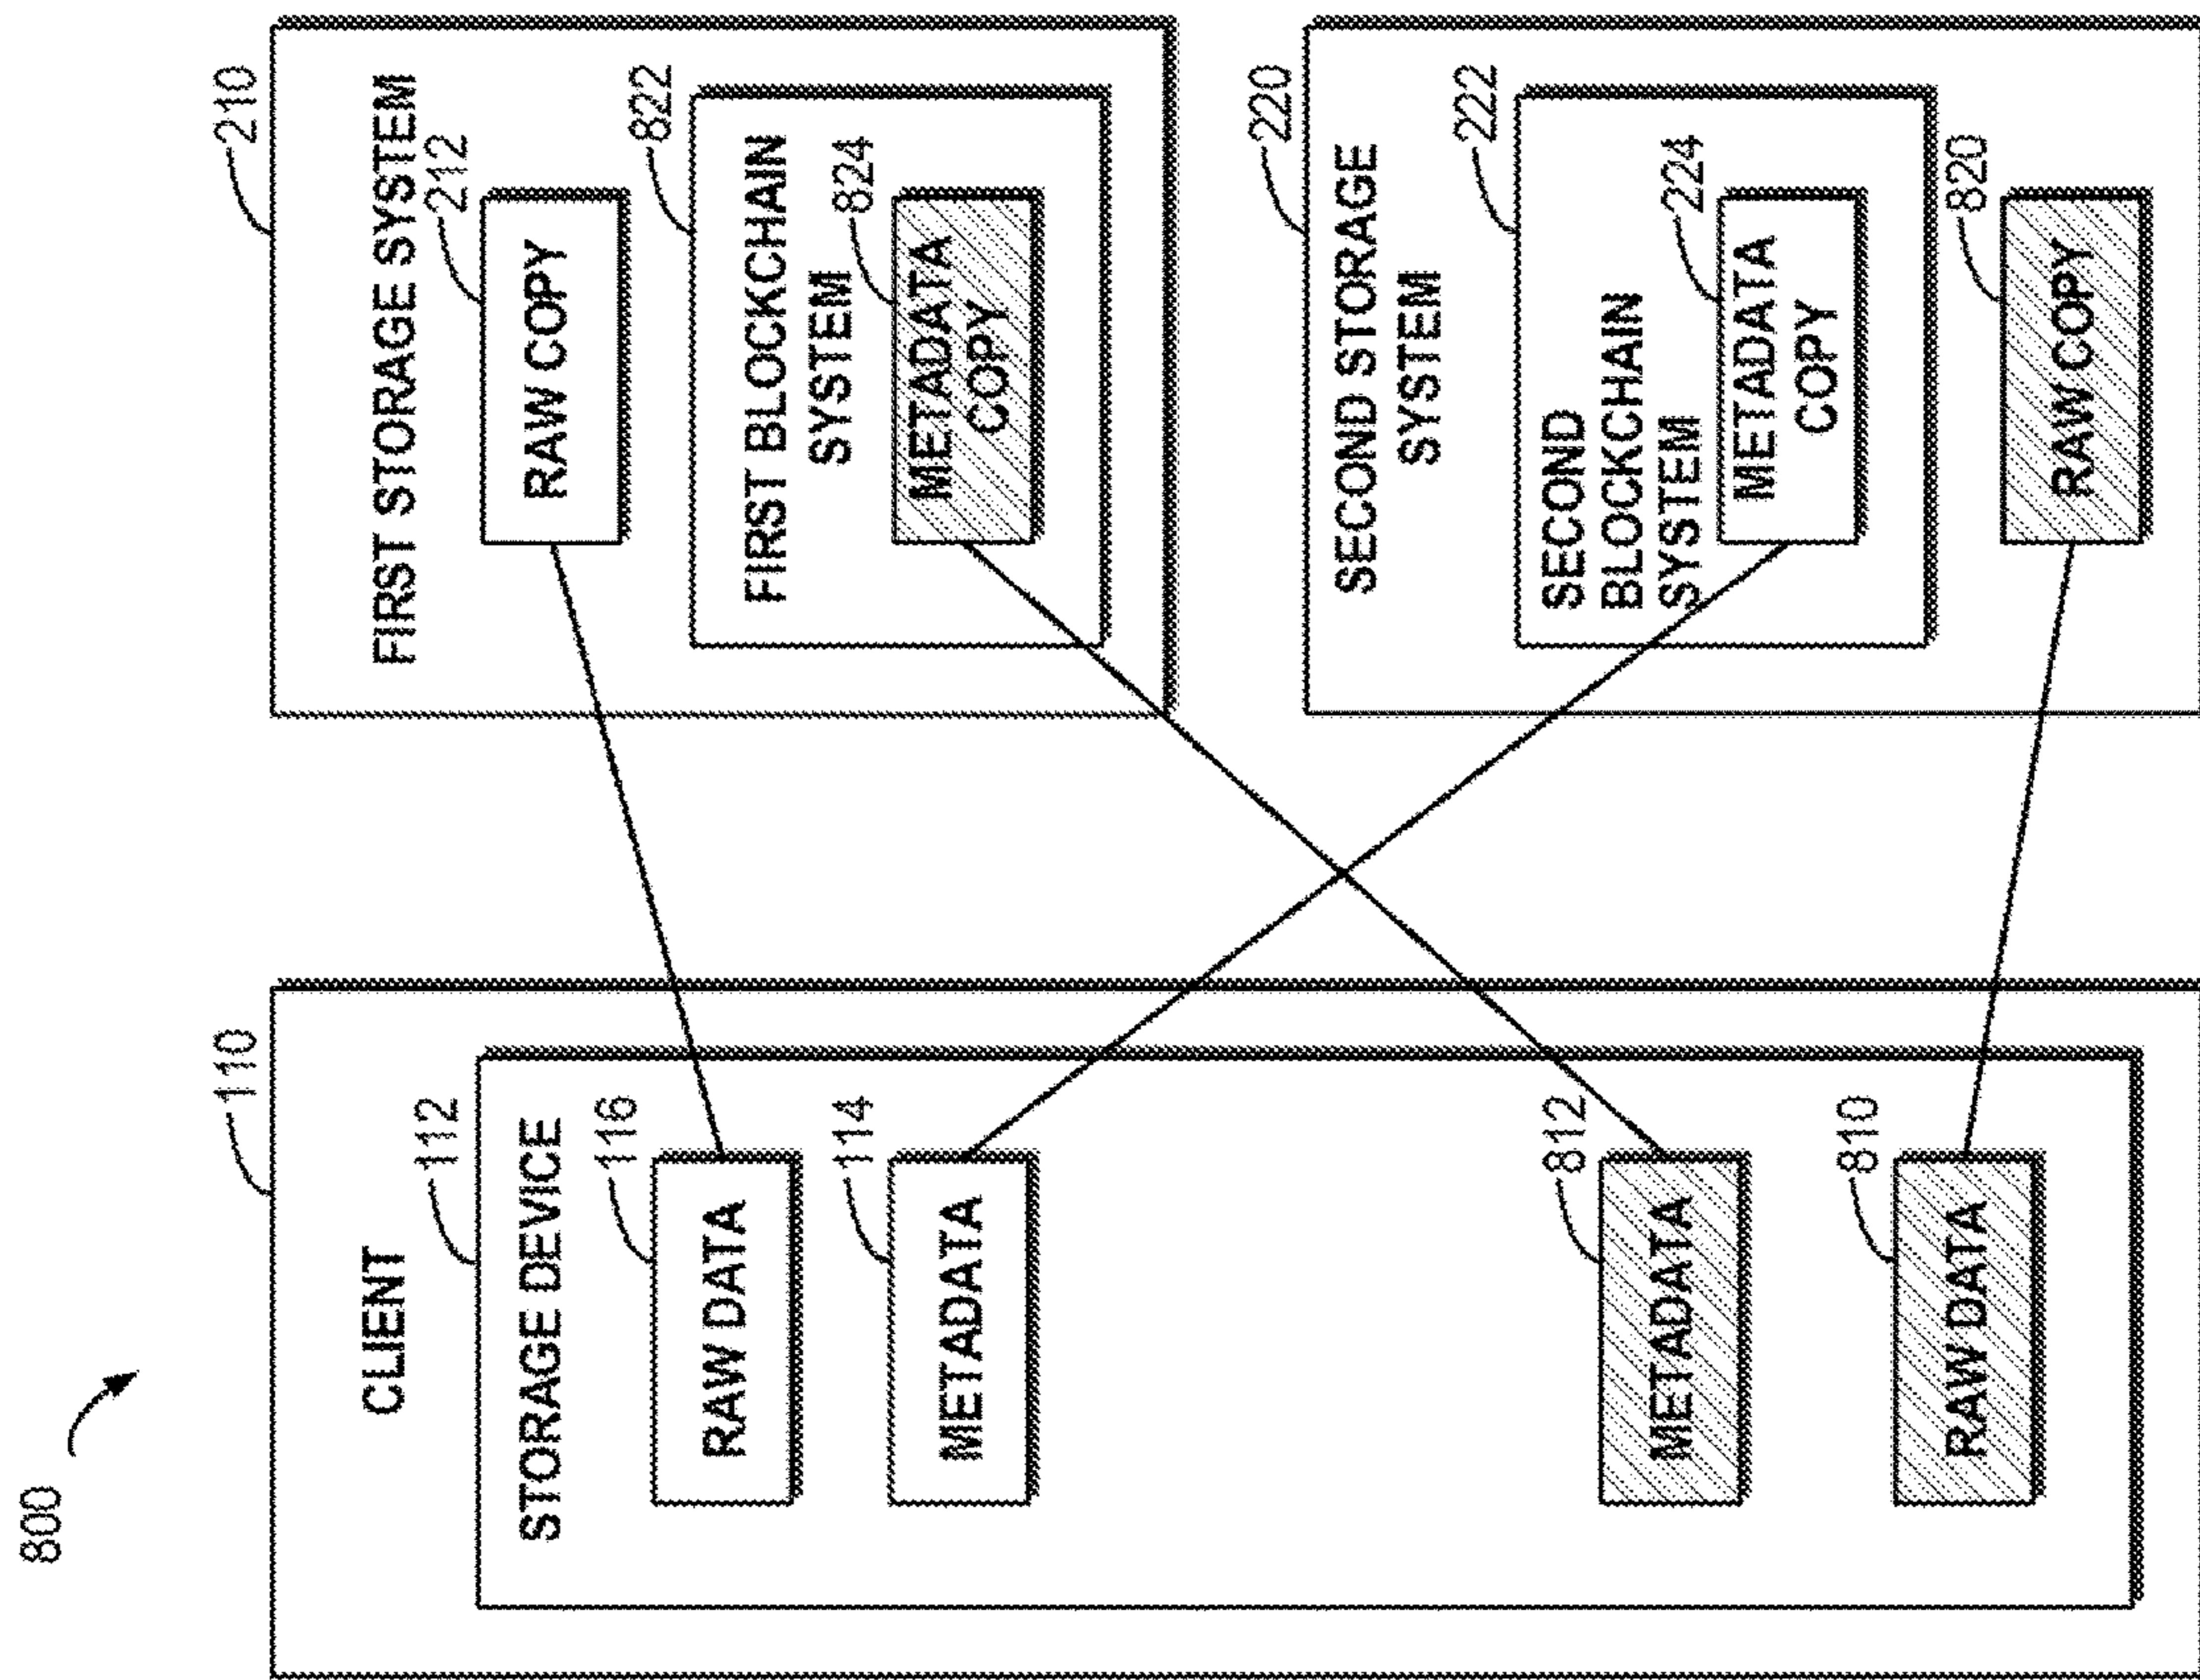 800
110
CLIENT
112
STORAGE DEVICE
116
RAW DATA
114
METADATA
812
METADATA
810
RAW DATA
210
FIRST STORAGE SYSTEM
212
RAW COPY
822
FIRST BLOCKCHAIN
SYSTEM
824
METADATA
COPY
220
SECOND STORAGE
SYSTEM
222
SECOND
BLOCKCHAIN
SYSTEM
224
METADATA
COPY
820
RAW COPY